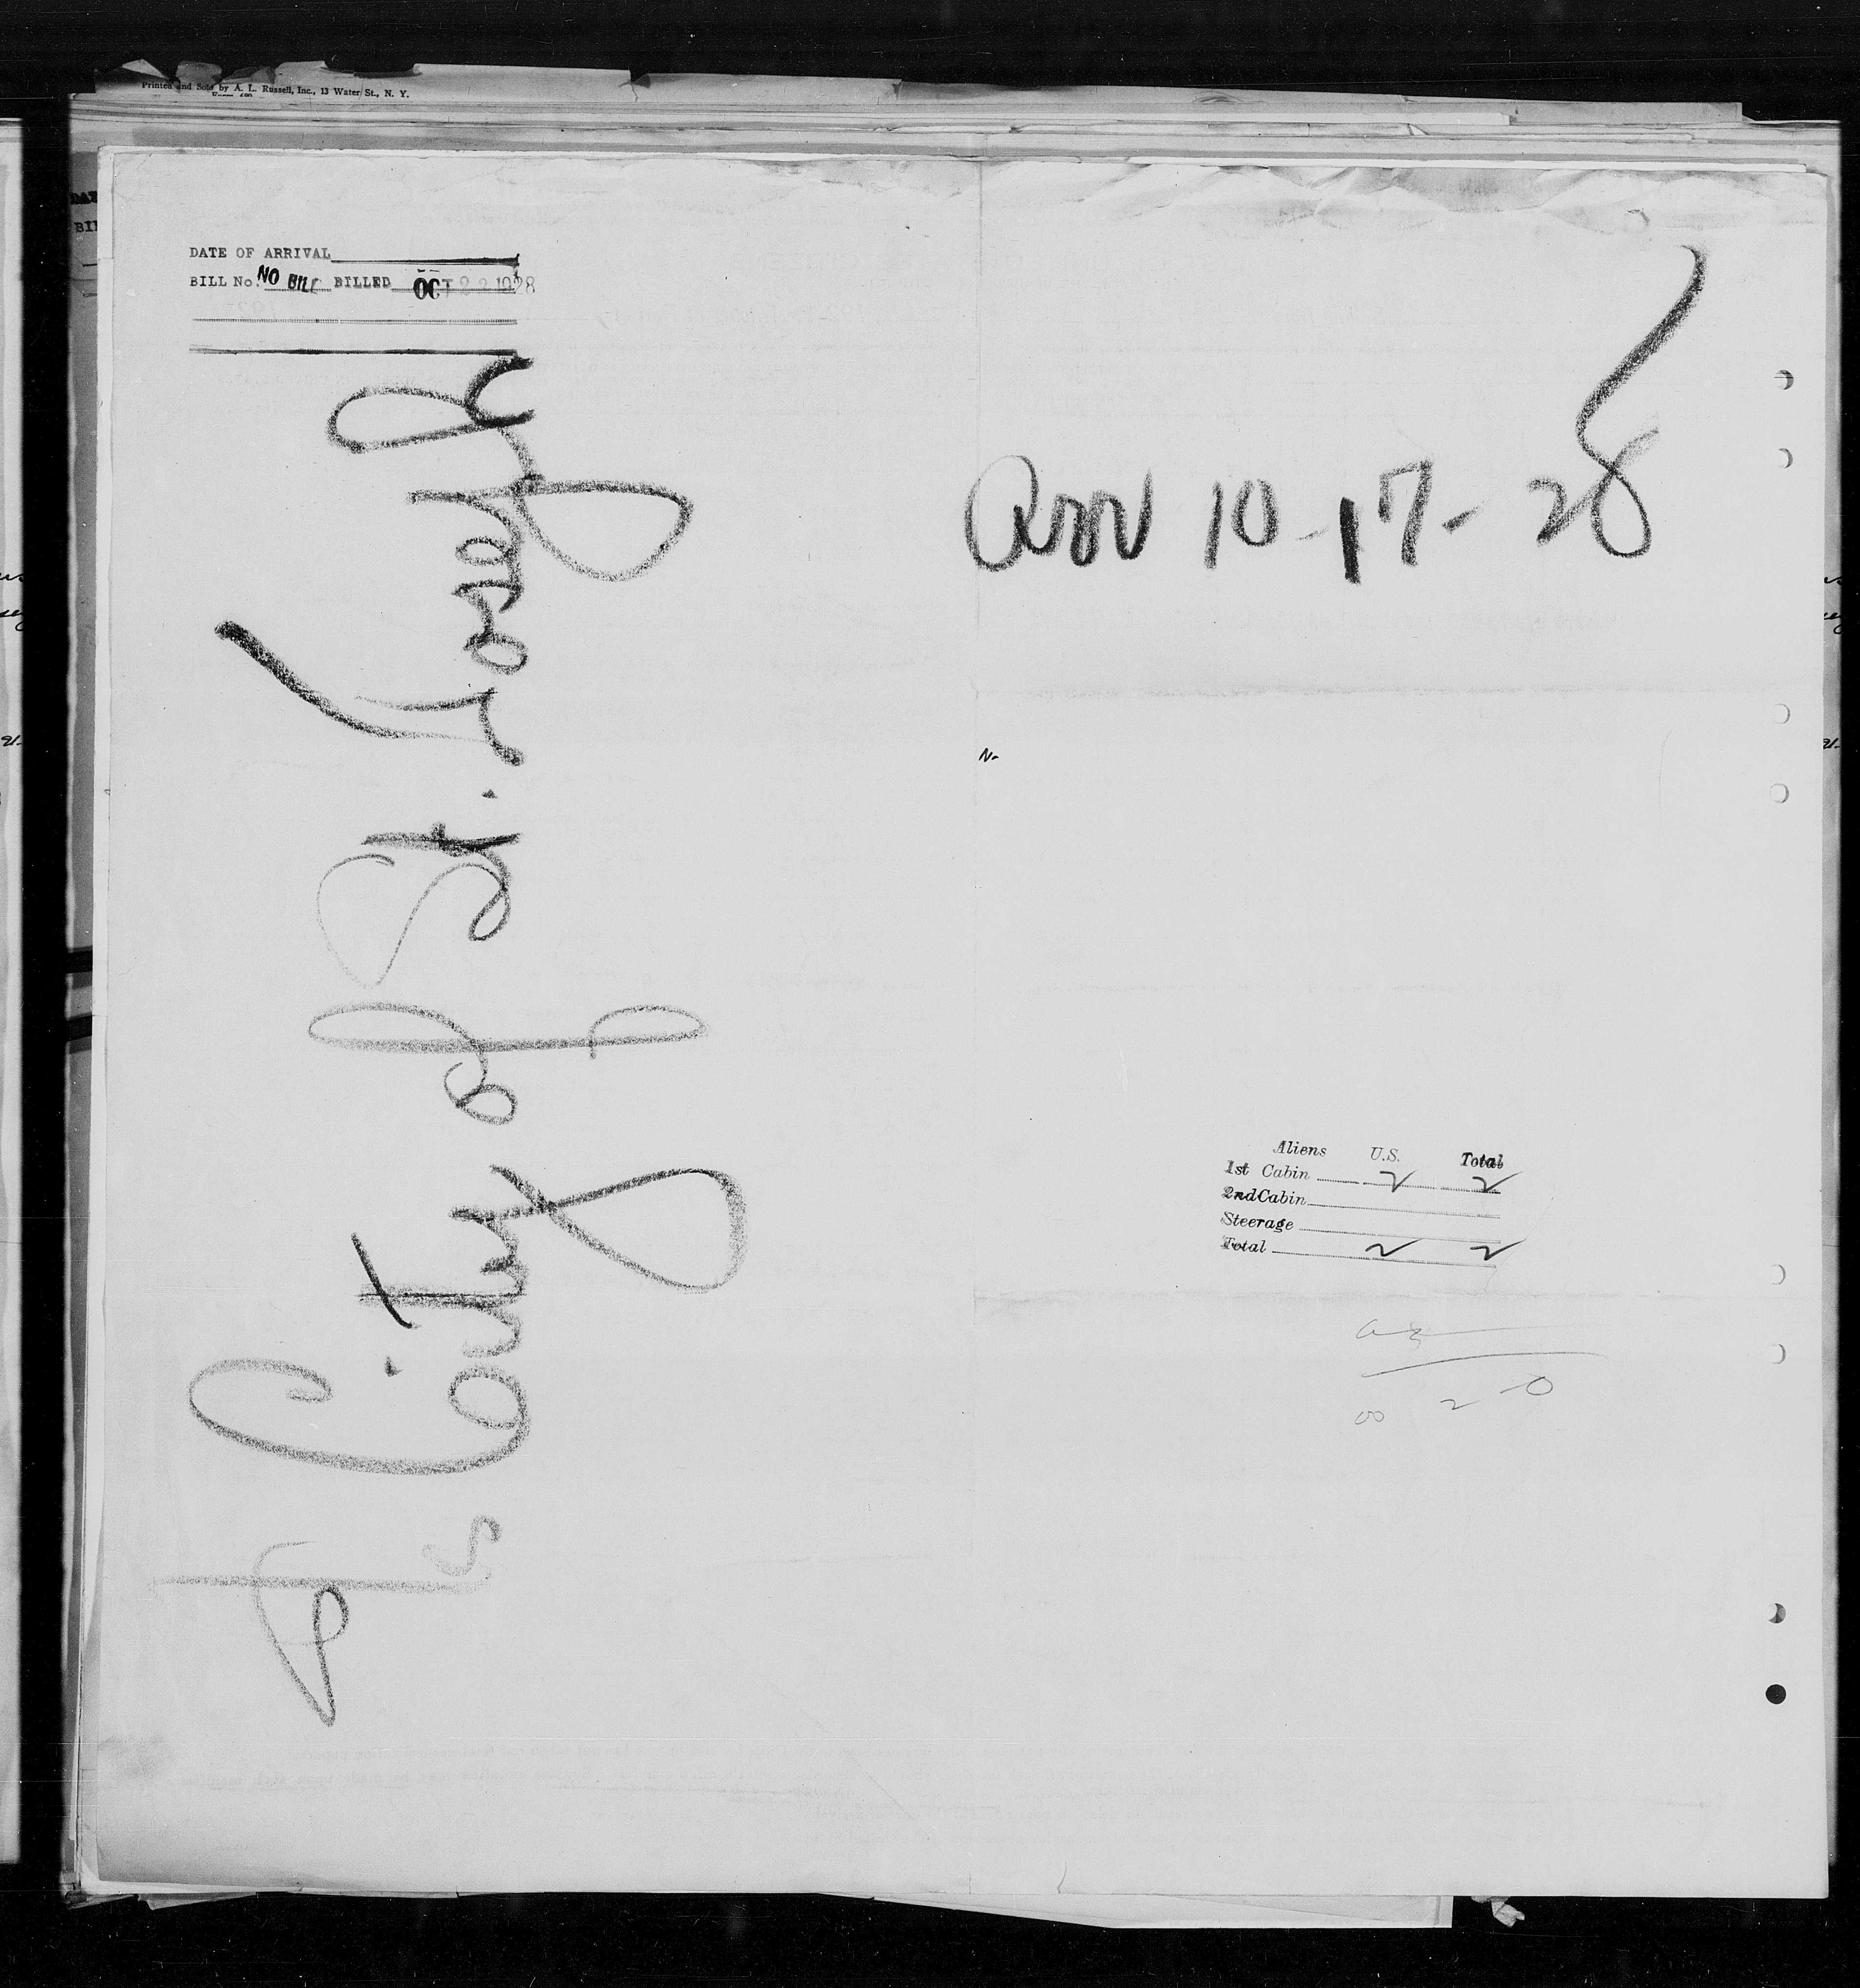 Printed and Sold by A. L. Russell, Inc., 13 Water St., N. Y.
DATE OF ARRIVAL
BILL No. NO BILL BILLED OCT 22 1928
City of St. Joseph
Arr 10-17-28
Aliens U.S. Total
1st Cabin 2 2
2nd Cabin
Steerage
Total 2 2
2 0